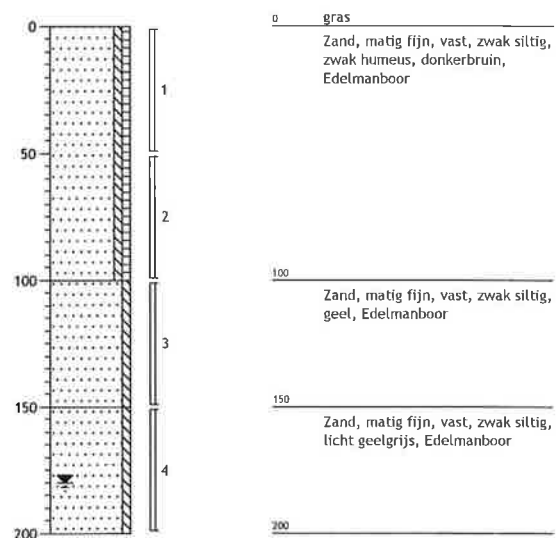 0
50
100
150
200
1
2
3
4
0 gras
Zand, matig fijn, vast, zwak siltig,
zwak humeus, donkerbruin,
Edelmanboor
100
Zand, matig fijn, vast, zwak siltig,
geel, Edelmanboor
150
Zand, matig fijn, vast, zwak siltig,
licht geelgrijs, Edelmanboor
200